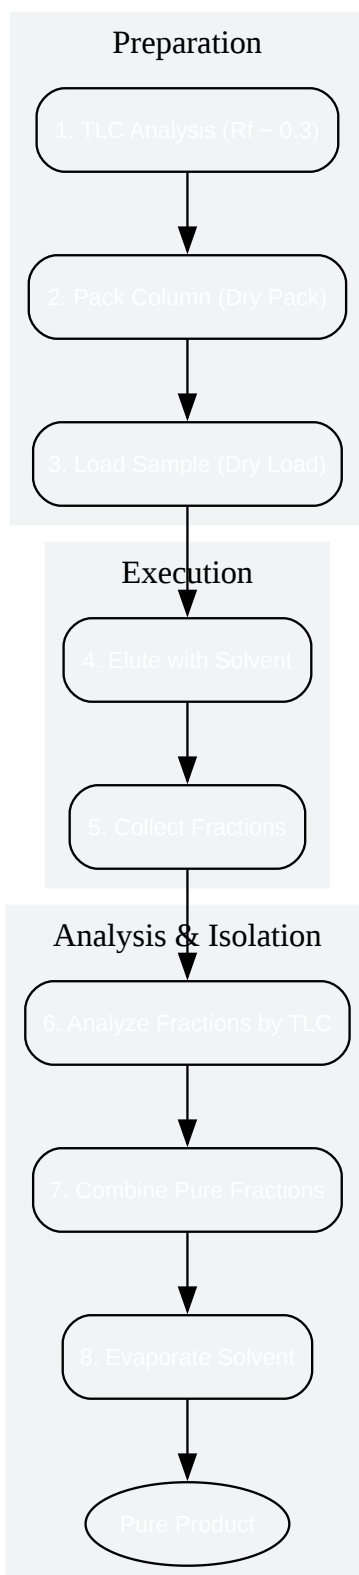 Preparation
1. TLC Analysis (Rf ~ 0.3)
2. Pack Column (Dry Pack)
3. Load Sample (Dry Load)
Execution
4. Elute with Solvent
5. Collect Fractions
Analysis & Isolation
6. Analyze Fractions by TLC
7. Combine Pure Fractions
8. Evaporate Solvent
Pure Product